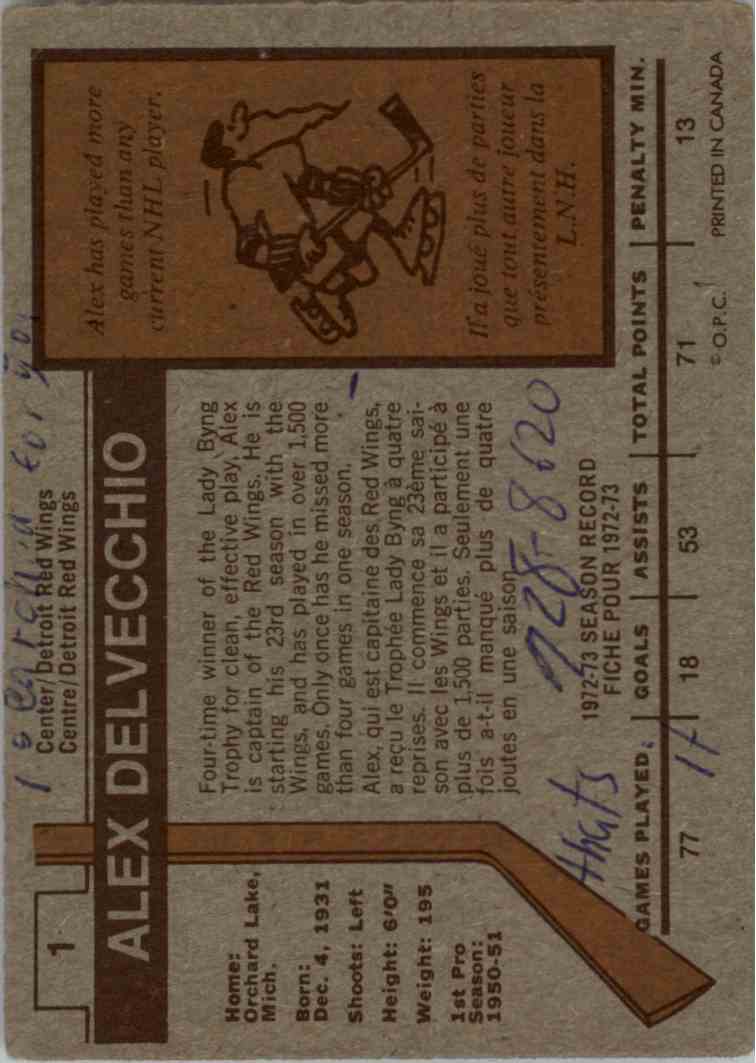 1
Center/Detroit Red Wings
Centre/Detroit Red Wings
ALEX DELVECCHIO
Home:
Orchard Lake,
Mich.
Born:
Dec. 4, 1931
Shoots: Left
Height: 6'0"
Weight: 195
1st Pro
Season:
1950-51
Four-time winner of the Lady Byng
Trophy for clean, effective play, Alex
is captain of the Red Wings. He is
starting his 23rd season with the
Wings, and has played in over 1,500
games. Only once has he missed more
than four games in one season.
Alex, qui est capitaine des Red Wings,
a reçu le Trophée Lady Byng à quatre
reprises. Il commence sa 23ème sai-
son avec les Wings et il a participé à
plus de 1,500 parties. Seulement une
fois a-t-il manqué plus de quatre
joutes en une saison.
Alex has played more
games than any
current NHL player.
Il a joué plus de parties
que tout autre joueur
présentement dans la
L.N.H.
thats it
728-8620
1972-73 SEASON RECORD
FICHE POUR 1972-73
GAMES PLAYED GOALS ASSISTS TOTAL POINTS PENALTY MIN.
77 18 53 71 13
© O.P.C. PRINTED IN CANADA